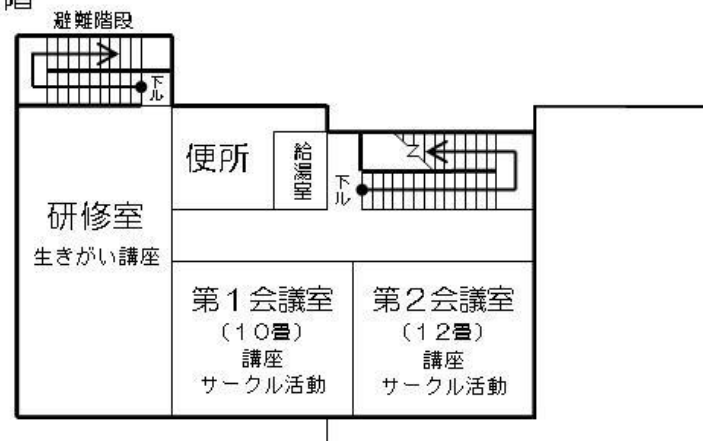 階
避難階段
下ル
便所
給湯室
下ル
研修室
生きがい講座
第１会議室
（１０畳）
講座
サークル活動
第２会議室
（１２畳）
講座
サークル活動